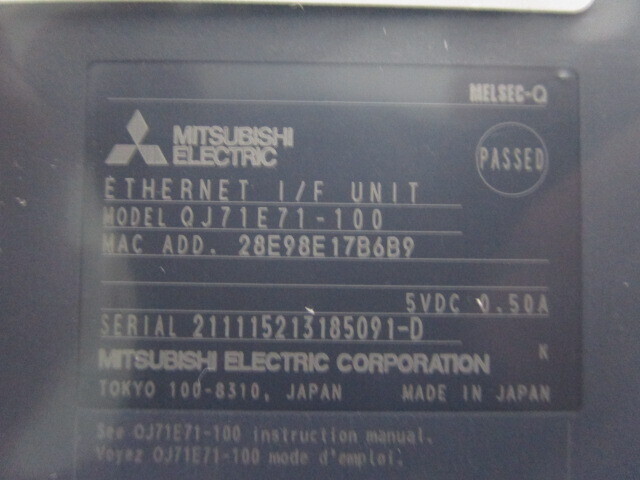 MELSEC-Q
MITSUBISHI
ELECTRIC
PASSED
ETHERNET I/F UNIT
MODEL QJ71E71-100
MAC ADD. 28E98E17B6B9
5VDC 0.50A
SERIAL 211115213185091-D
MITSUBISHI ELECTRIC CORPORATION
K
TOKYO 100-8310, JAPAN MADE IN JAPAN
See QJ71E71-100 instruction manual.
Voyez QJ71E71-100 mode d'emploi.